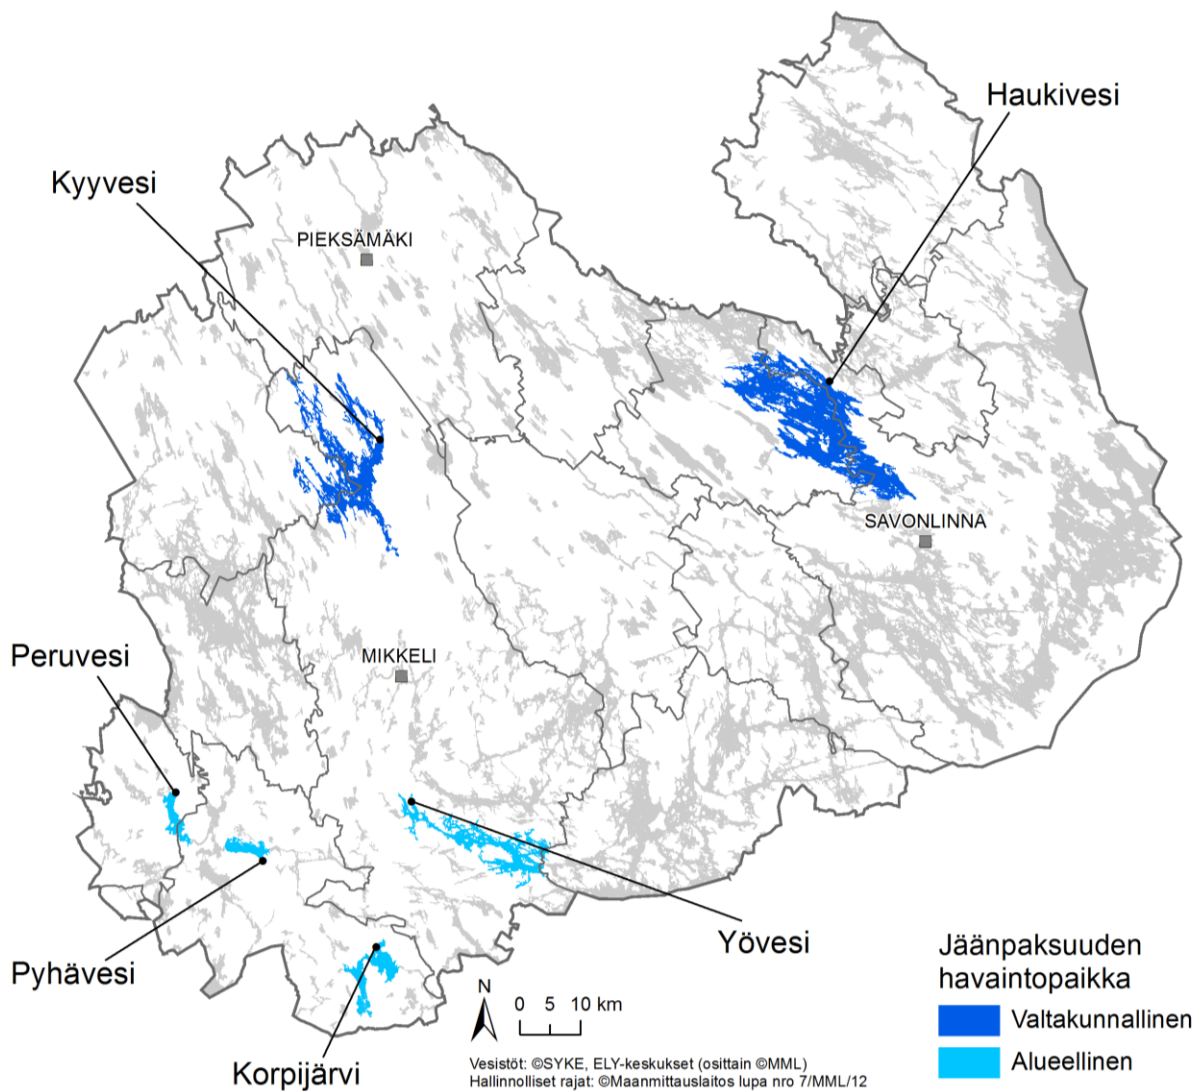 Haukivesi
Kyyvesi
PIEKSÄMÄKI
SAVONLINNA
Peruvesi
MIKKELI
Yövesi
Pyhävesi
Korpijärvi
N
0 5 10 km
Jäänpaksuuden
havaintopaikka
Valtakunnallinen
Alueellinen
Vesistöt: ©SYKE, ELY-keskukset (osittain ©MML)
Hallinnolliset rajat: ©Maanmittauslaitos lupa nro 7/MML/12